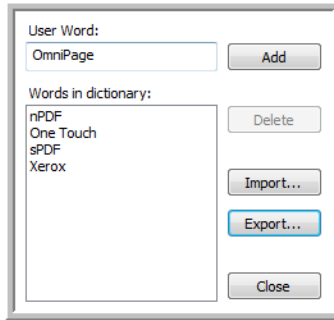 User Word:
OmniPage
Add
Words in dictionary:
nPDF
One Touch
sPDF
Xerox
Delete
Import...
Export...
Close